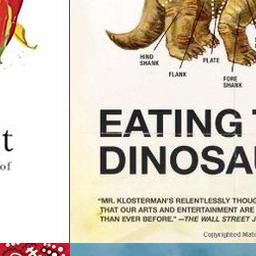 t
of
HIND
SHANK
FLANK
PLATE
FORE
SHANK
EATING T
DINOSAU
"MR. KLOSTERMAN'S RELENTLESSLY THOUG
THAT OUR ARTS AND ENTERTAINMENT ARE
THAN EVER BEFORE." —THE WALL STREET J
Copyrighted Mate